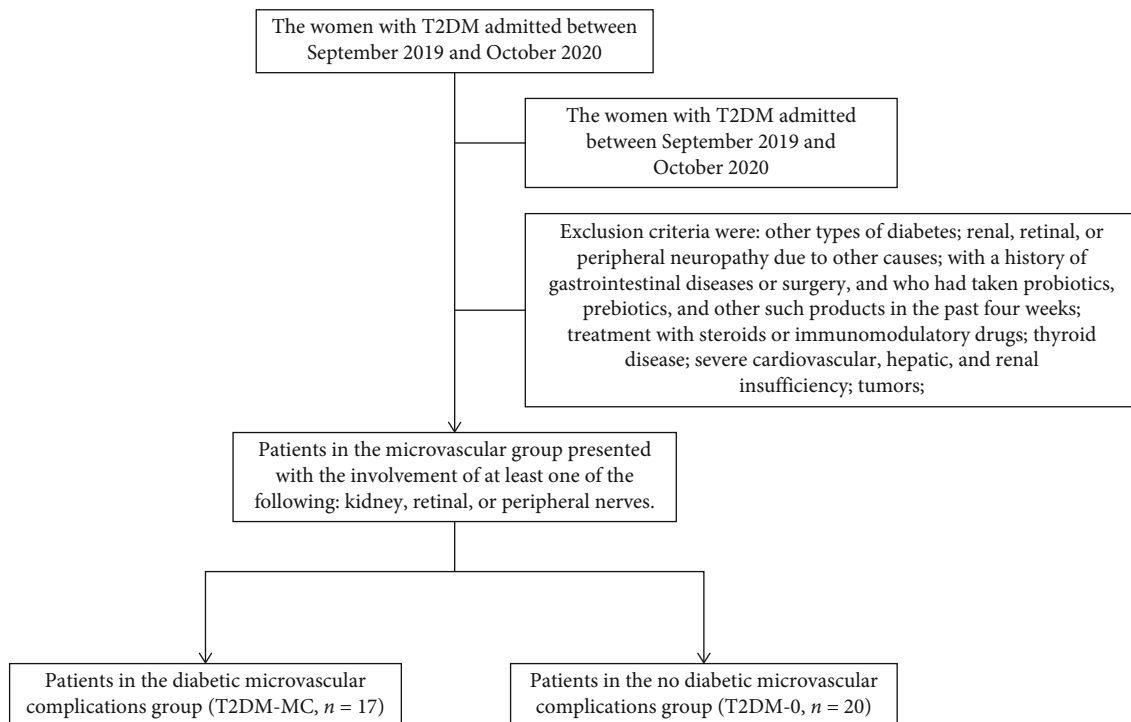 The women with T2DM admitted between
September 2019 and October 2020
The women with T2DM admitted
between September 2019 and
October 2020
Exclusion criteria were: other types of diabetes; renal, retinal, or
peripheral neuropathy due to other causes; with a history of
gastrointestinal diseases or surgery, and who had taken probiotics,
prebiotics, and other such products in the past four weeks;
treatment with steroids or immunomodulatory drugs; thyroid
disease; severe cardiovascular, hepatic, and renal
insufficiency; tumors;
Patients in the microvascular group presented
with the involvement of at least one of the
following: kidney, retinal, or peripheral nerves.
Patients in the diabetic microvascular
complications group (T2DM-MC, n = 17)
Patients in the no diabetic microvascular
complications group (T2DM-0, n = 20)